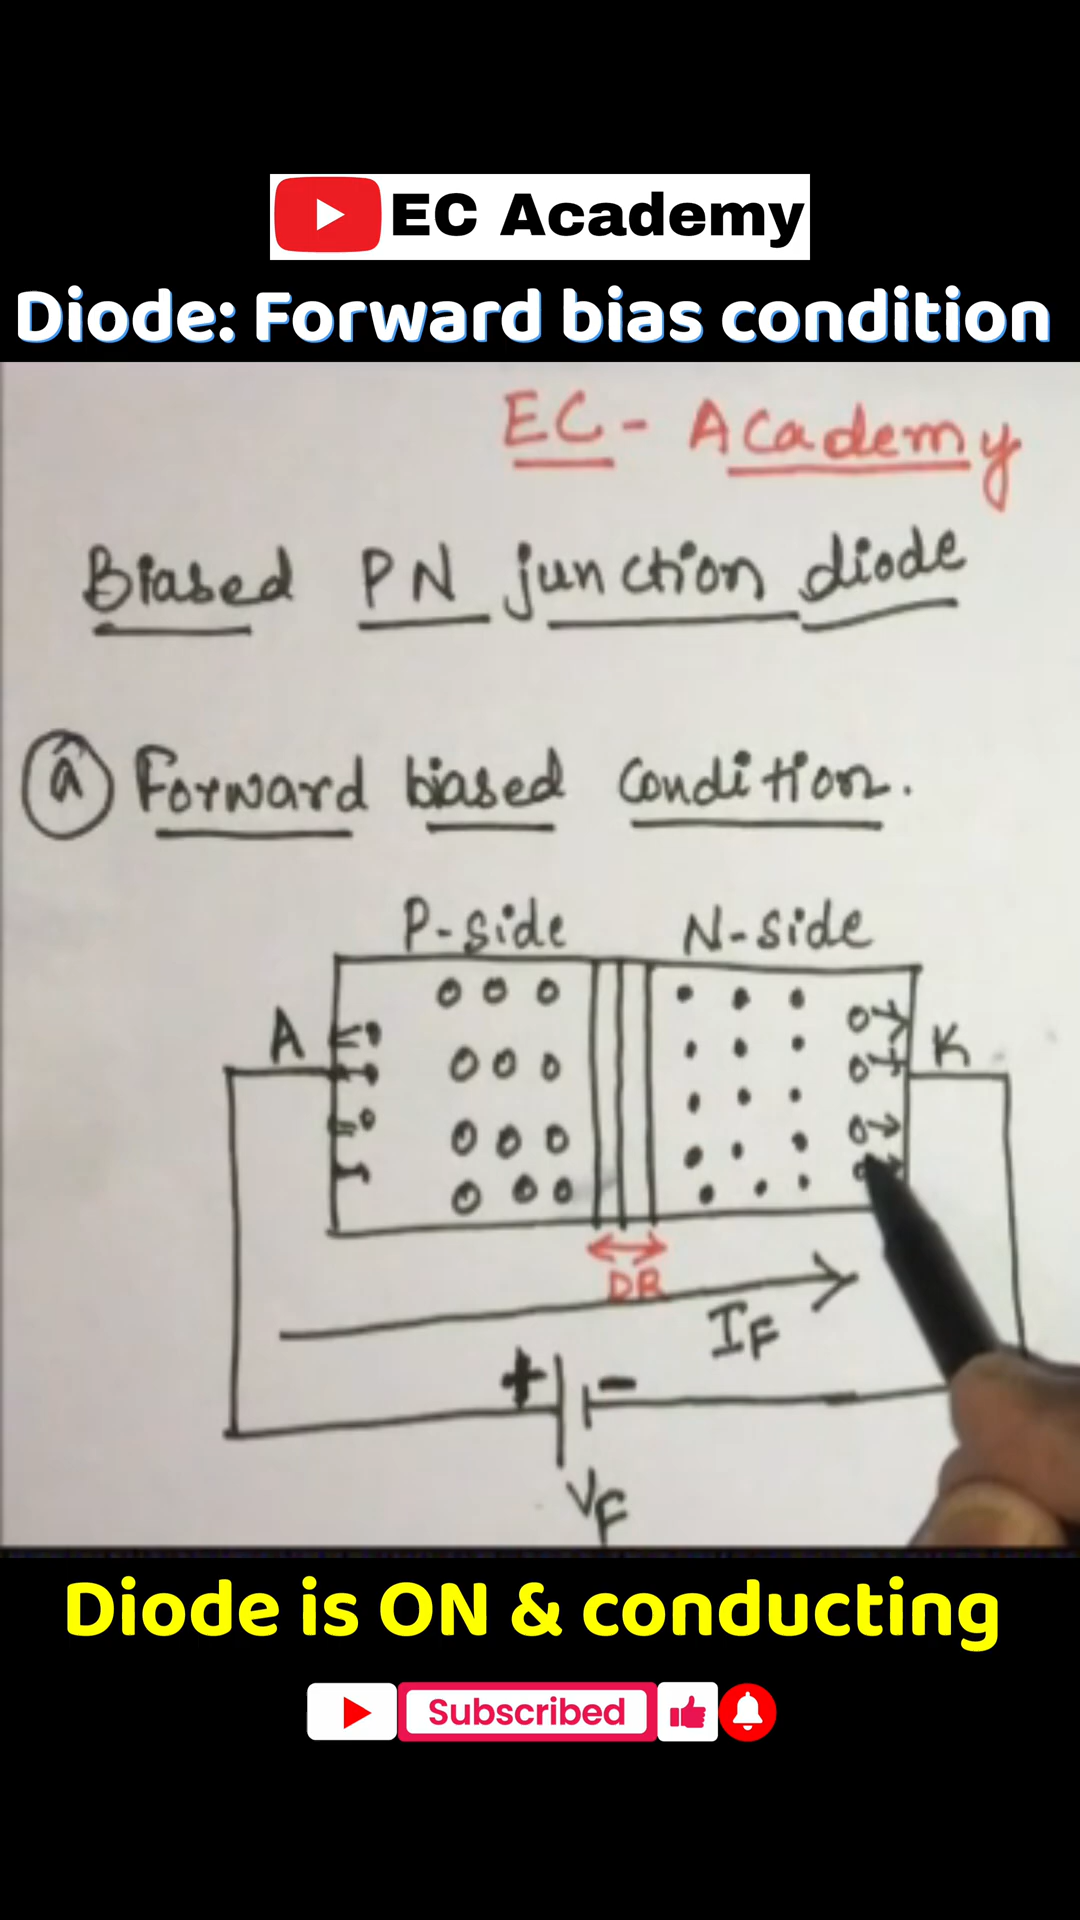 EC Academy
Diode: Forward bias condition
EC - Academy
Biased PN junction diode
a Forward biased condition.
P-side N-side
A K
DR
IF
+ -
VF
Diode is ON & conducting
Subscribed